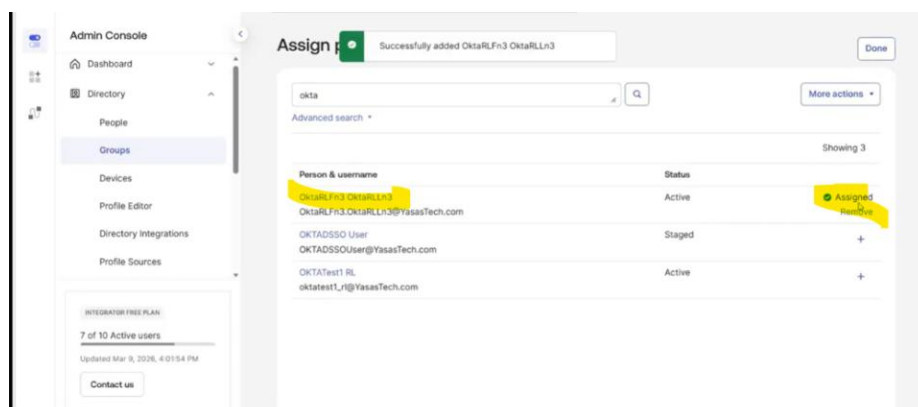 Admin Console
Dashboard
Directory
People
Groups
Devices
Profile Editor
Directory Integrations
Profile Sources
INTEGRATOR FREE PLAN
7 of 10 Active users
Updated Mar 9, 2026, 4:01:54 PM
Contact us
Assign p
Successfully added OktaRLFn3 OktaRLLn3
Done
okta
More actions
Advanced search
Showing 3
Person & username Status
OktaRLFn3 OktaRLLn3 Active Assigned
OktaRLFn3.OktaRLLn3@YasasTech.com Remove
OKTADSSO User Staged
OKTADSSOUser@YasasTech.com
OKTATest1 RL Active
oktatest1_rl@YasasTech.com